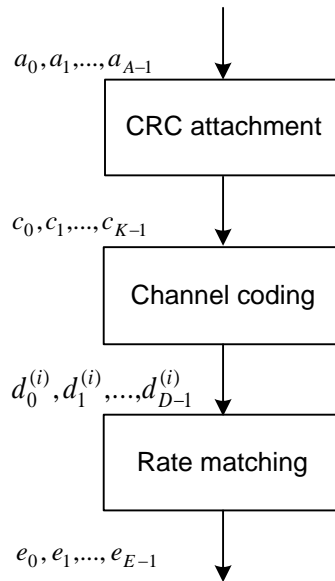 a_0, a_1,..., a_{A−1}
CRC attachment
c_0, c_1,..., c_{K−1}
Channel coding
d_0^{(i)}, d_1^{(i)},..., d_{D−1}^{(i)}
Rate matching
e_0, e_1,..., e_{E−1}